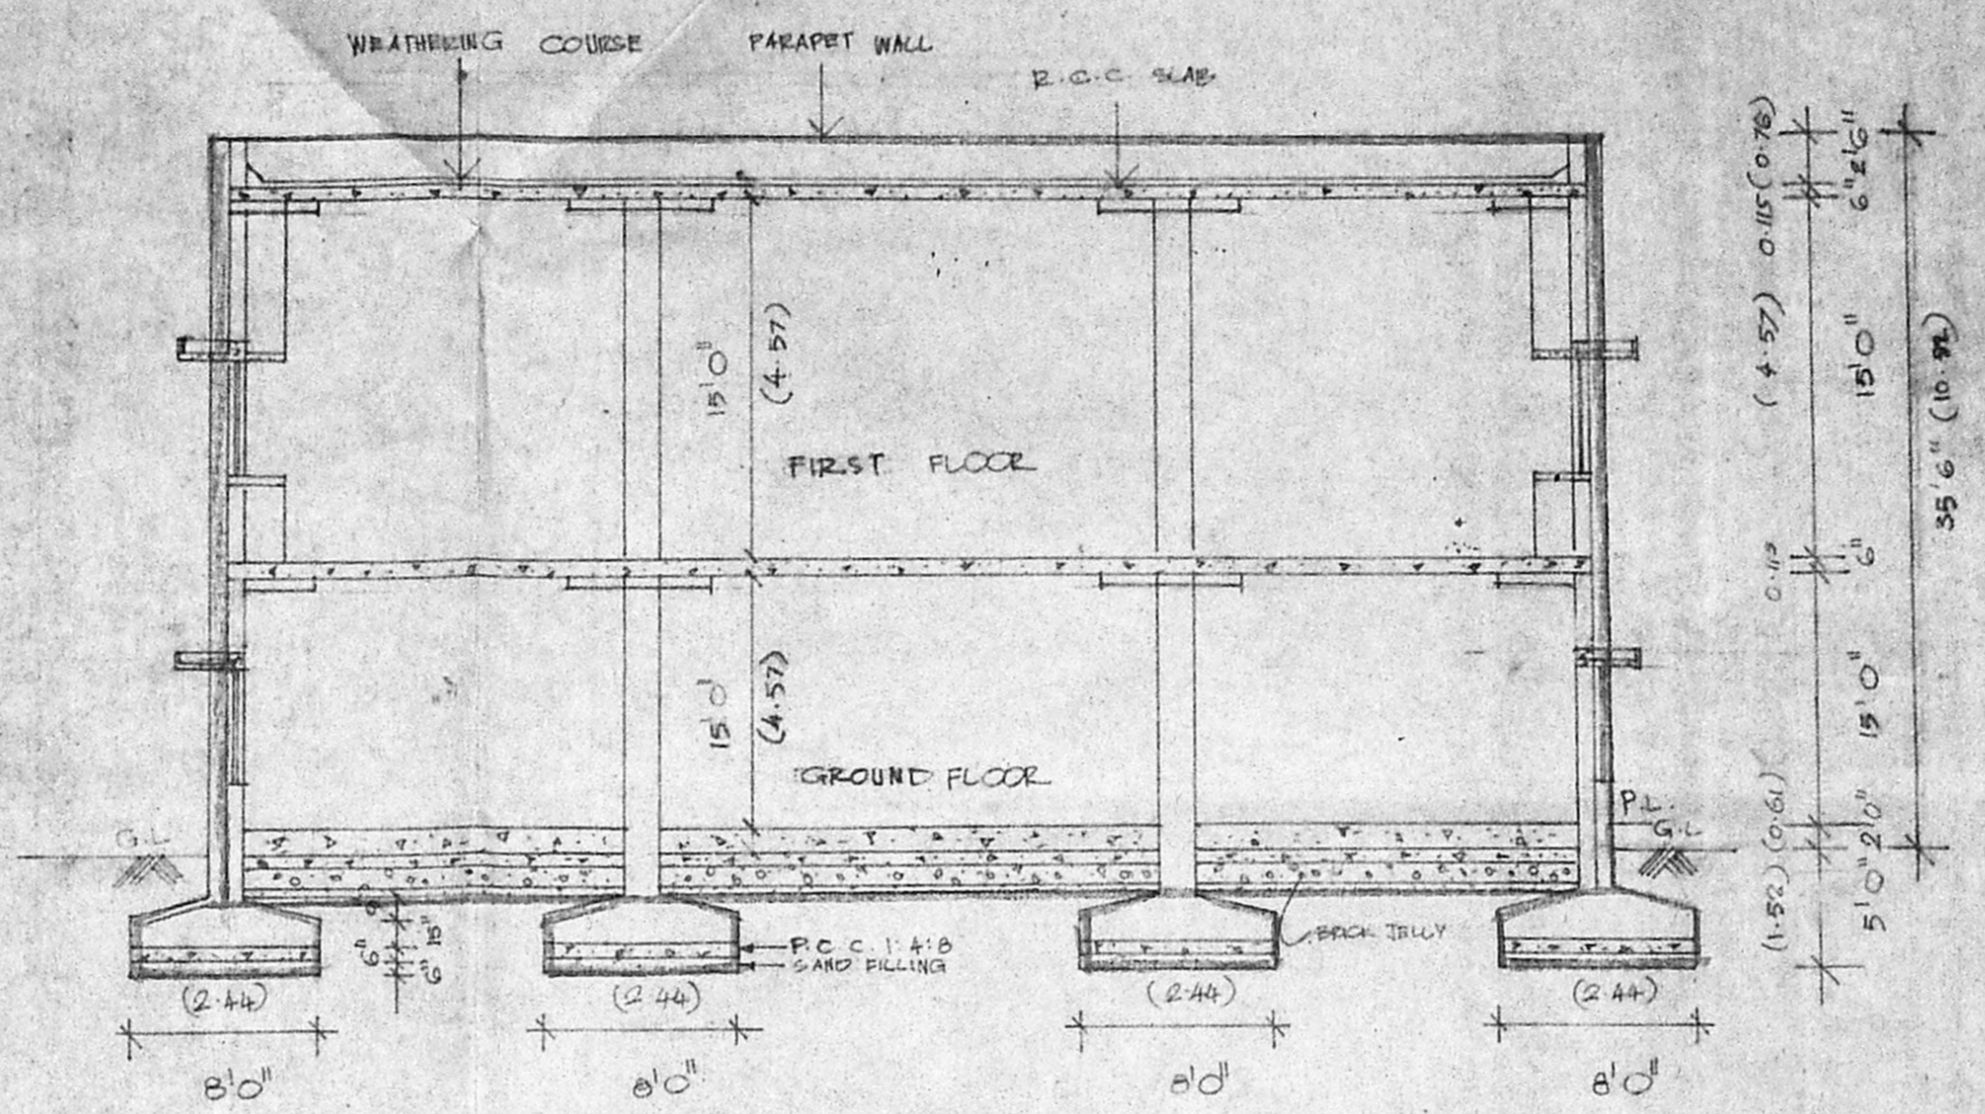 WEATHERING COURSE
PARAPET WALL
R.C.C. SLAB
(0.76)
2'6"
0.115
6"
15'0"
(4.57)
(4.57)
15'0"
35'6" (10.82)
FIRST FLOOR
0.115
6"
15'0'
(4.57)
15'0"
GROUND FLOOR
P.L.
G.L
G.L
(0.61)
2'0"
(1.52)
5'0"
15"
6"
6"
P.C.C. 1:4:8
SAND FILLING
BRICK JELLY
(2.44)
(2.44)
(2.44)
(2.44)
8'0"
8'0"
8'0"
8'0"